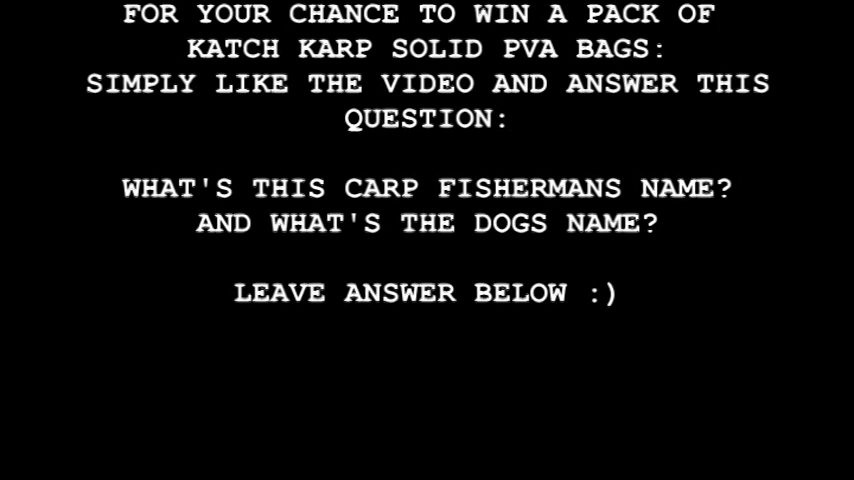 FOR YOUR CHANCE TO WIN A PACK OF
KATCH KARP SOLID PVA BAGS:
SIMPLY LIKE THE VIDEO AND ANSWER THIS
QUESTION:
WHAT'S THIS CARP FISHERMANS NAME?
AND WHAT'S THE DOGS NAME?
LEAVE ANSWER BELOW :)